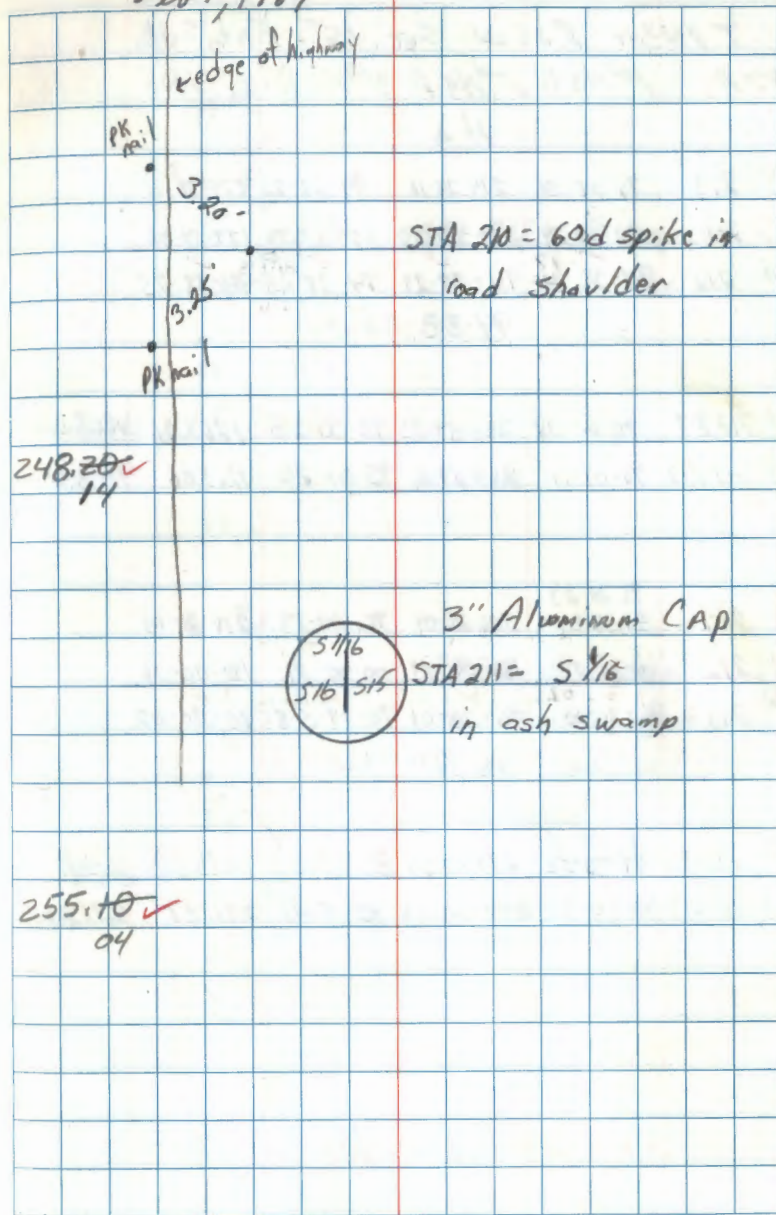 edge of highway
PK
nail
3.20
STA 210 = 60d spike in
road shoulder
3.25
PK nail
248.20 ✓
14
3" Aluminum CAP
S1/16
S16 S15
STA 211 = S 1/16
in ash swamp
255.10 ✓
04